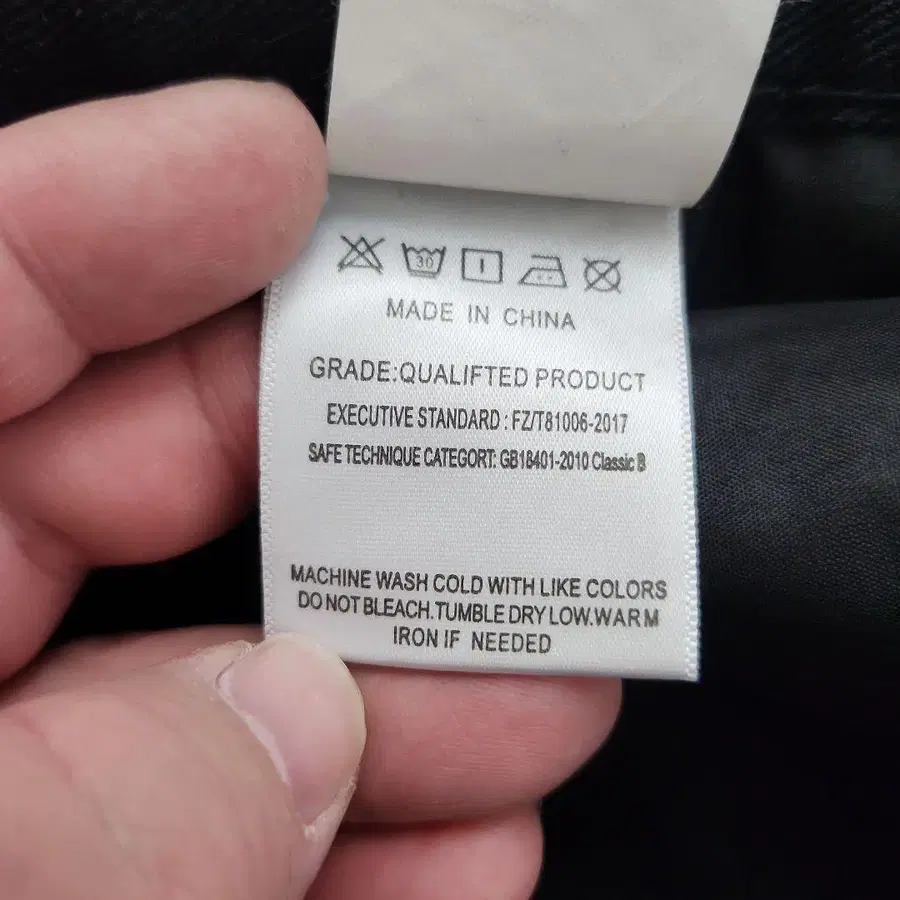 30
MADE IN CHINA
GRADE:QUALIFTED PRODUCT
EXECUTIVE STANDARD : FZ/T81006-2017
SAFE TECHNIQUE CATEGORT: GB18401-2010 Classic B
MACHINE WASH COLD WITH LIKE COLORS
DO NOT BLEACH.TUMBLE DRY LOW.WARM
IRON IF NEEDED